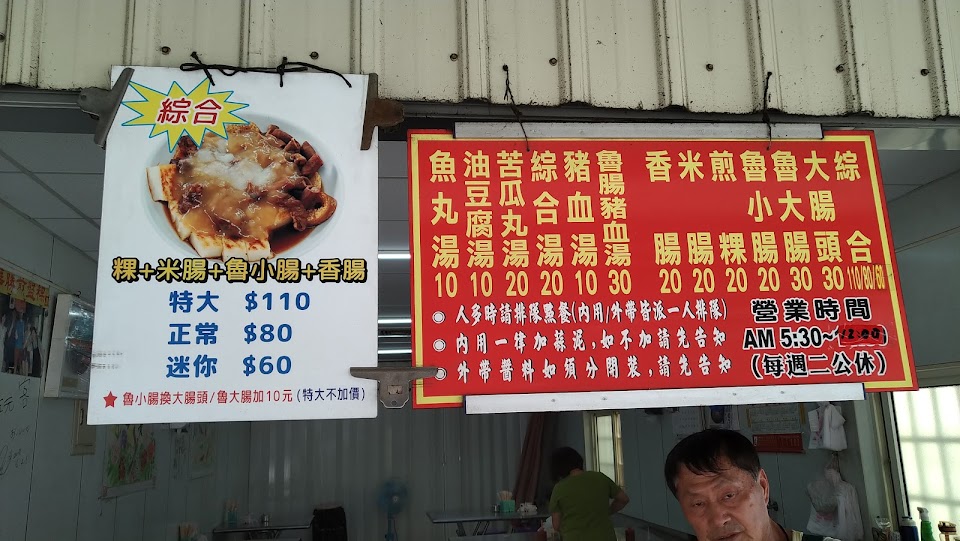 綜合
粿+米腸+魯小腸+香腸
特大 $110
正常 $80
迷你 $60
★ 魯小腸換大腸頭/魯大腸加10元(特大不加價)
魚丸湯 10
油豆腐湯 10
苦瓜丸湯 20
綜合湯 20
豬血湯 10
魯腸豬血湯 30
香腸 20
米腸 20
煎粿 20
魯小腸 20
魯大腸 30
大腸頭 30
綜合 110/80/60
◉ 人多時請排隊點餐(內用/外帶皆派一人排隊)
◉ 內用一律加蒜泥,如不加請先告知
◉ 外帶醬料如須分開裝,請先告知
營業時間
AM 5:30~
(每週二公休)